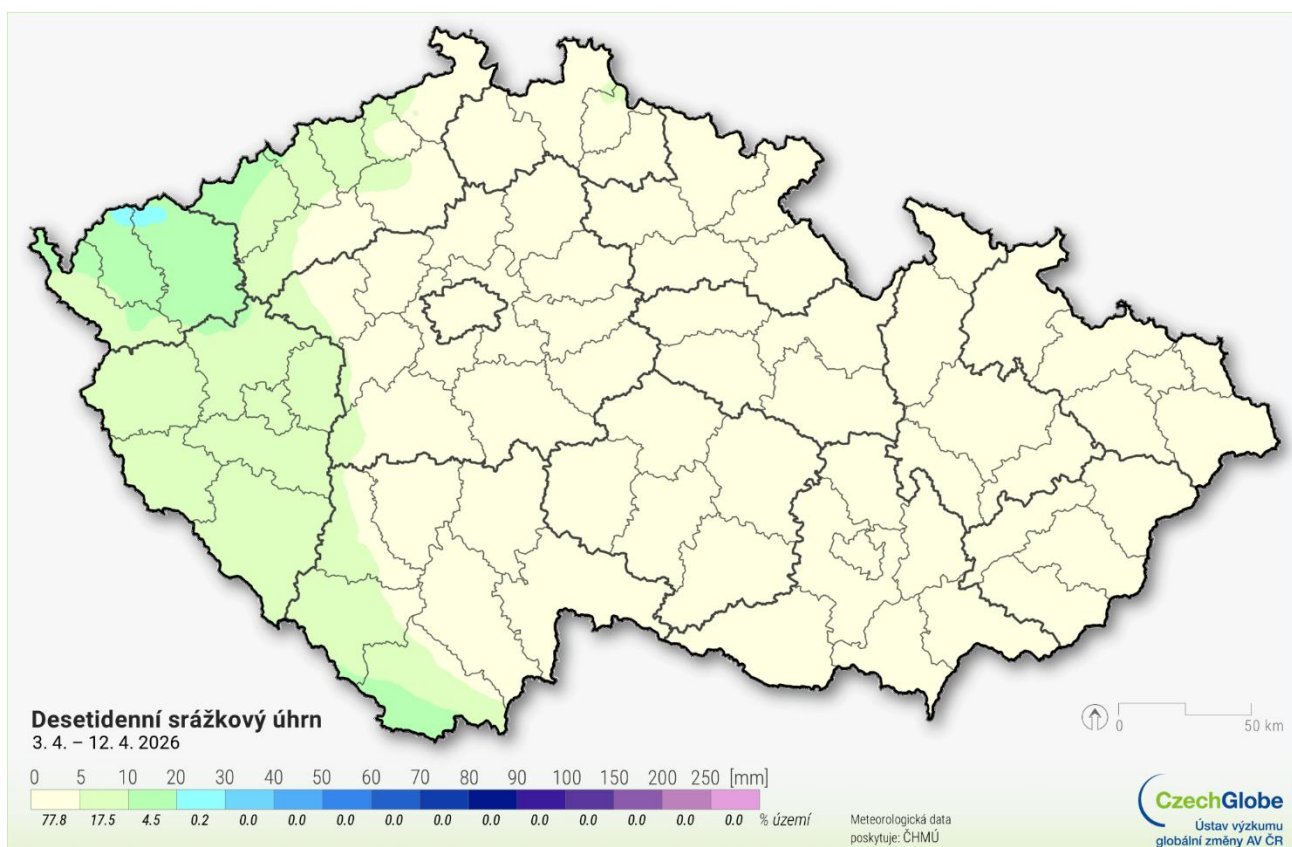 Desetidenní srážkový úhrn
3. 4. – 12. 4. 2026
0 5 10 20 30 40 50 60 70 80 90 100 150 200 250 [mm]
77.8 17.5 4.5 0.2 0.0 0.0 0.0 0.0 0.0 0.0 0.0 0.0 0.0 0.0 0.0 % území
0 50 km
Meteorologická data
poskytuje: ČHMÚ
CzechGlobe
Ústav výzkumu
globální změny AV ČR